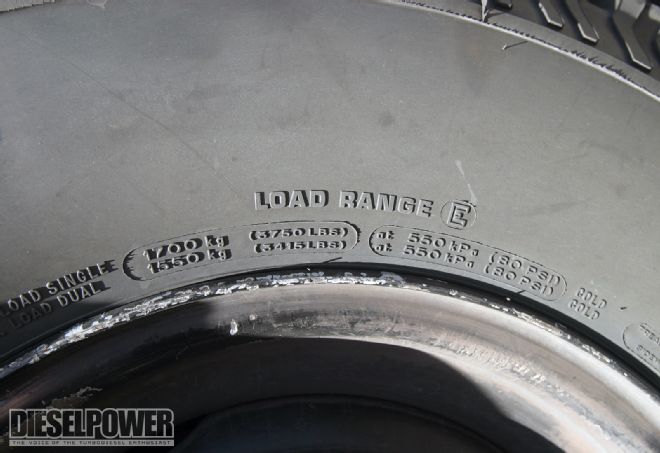 LOAD RANGE E
LOAD SINGLE 1700 kg (3750 LBS) at 550 kPa (80 PSI) COLD
LOAD DUAL 1550 kg (3415 LBS) at 550 kPa (80 PSI) COLD
DIESELPOWER
THE VOICE OF THE TURBODIESEL ENTHUSIAST